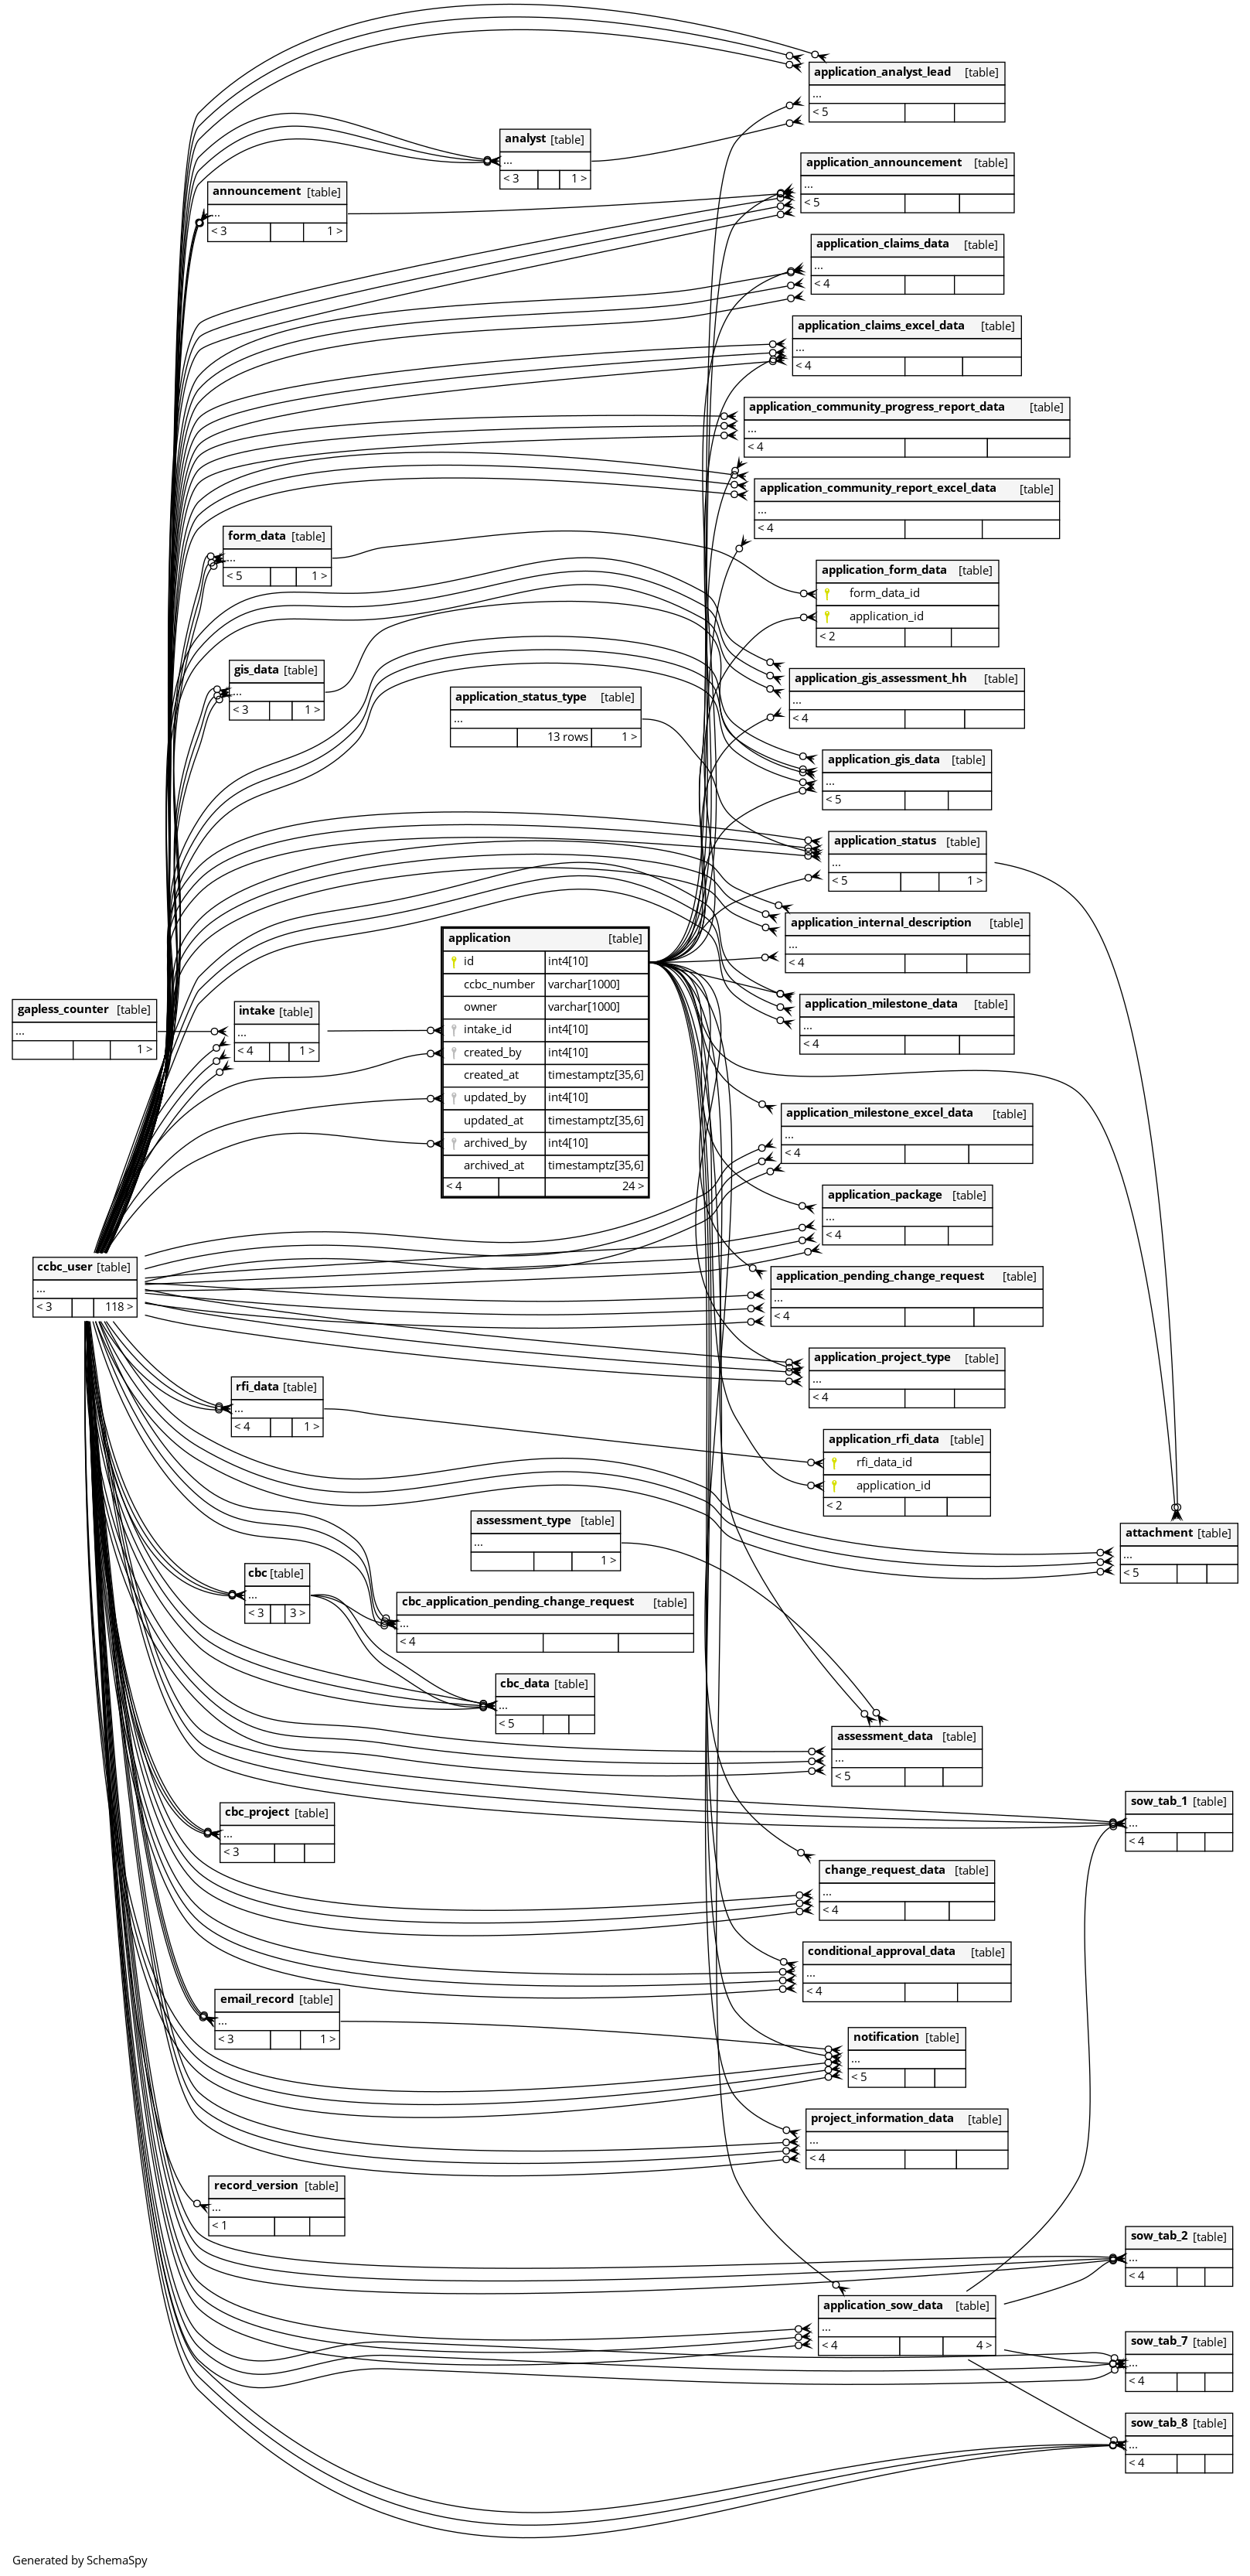 application_analyst_lead [table]
...
< 5
analyst [table]
...
< 3 1 >
application_announcement [table]
...
< 5
announcement [table]
...
< 3 1 >
application_claims_data [table]
...
< 4
application_claims_excel_data [table]
...
< 4
application_community_progress_report_data [table]
...
< 4
application_community_report_excel_data [table]
...
< 4
form_data [table]
...
< 5 1 >
application_form_data [table]
form_data_id
application_id
< 2
gis_data [table]
...
< 3 1 >
application_gis_assessment_hh [table]
...
< 4
application_status_type [table]
...
13 rows 1 >
application_gis_data [table]
...
< 5
application_status [table]
...
< 5 1 >
application_internal_description [table]
...
< 4
application [table]
id int4[10]
ccbc_number varchar[1000]
owner varchar[1000]
intake_id int4[10]
created_by int4[10]
created_at timestamptz[35,6]
updated_by int4[10]
updated_at timestamptz[35,6]
archived_by int4[10]
archived_at timestamptz[35,6]
< 4 24 >
application_milestone_data [table]
...
< 4
gapless_counter [table]
...
1 >
intake [table]
...
< 4 1 >
application_milestone_excel_data [table]
...
< 4
application_package [table]
...
< 4
ccbc_user [table]
...
< 3 118 >
application_pending_change_request [table]
...
< 4
application_project_type [table]
...
< 4
rfi_data [table]
...
< 4 1 >
application_rfi_data [table]
rfi_data_id
application_id
< 2
assessment_type [table]
...
1 >
attachment [table]
...
< 5
cbc [table]
...
< 3 3 >
cbc_application_pending_change_request [table]
...
< 4
cbc_data [table]
...
< 5
assessment_data [table]
...
< 5
sow_tab_1 [table]
...
< 4
cbc_project [table]
...
< 3
change_request_data [table]
...
< 4
conditional_approval_data [table]
...
< 4
email_record [table]
...
< 3 1 >
notification [table]
...
< 5
project_information_data [table]
...
< 4
record_version [table]
...
< 1
sow_tab_2 [table]
...
< 4
application_sow_data [table]
...
< 4 4 >
sow_tab_7 [table]
...
< 4
sow_tab_8 [table]
...
< 4
Generated by SchemaSpy